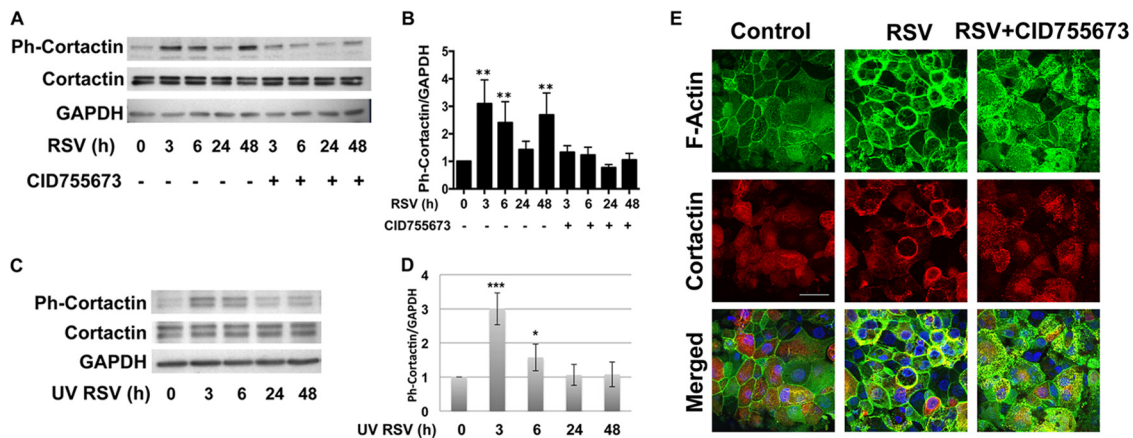 A
Ph-Cortactin
Cortactin
GAPDH
RSV (h) 0 3 6 24 48 3 6 24 48
CID755673 - - - - - + + + +
B
Ph-Cortactin/GAPDH
5
4
3
2
1
0
** ** **
RSV (h) 0 3 6 24 48 3 6 24 48
CID755673 - - - - - + + + +
C
Ph-Cortactin
Cortactin
GAPDH
UV RSV (h) 0 3 6 24 48
D
Ph-Cortactin/GAPDH
4
3
2
1
0
*** *
UV RSV (h) 0 3 6 24 48
E
Control RSV RSV+CID755673
F-Actin
Cortactin
Merged